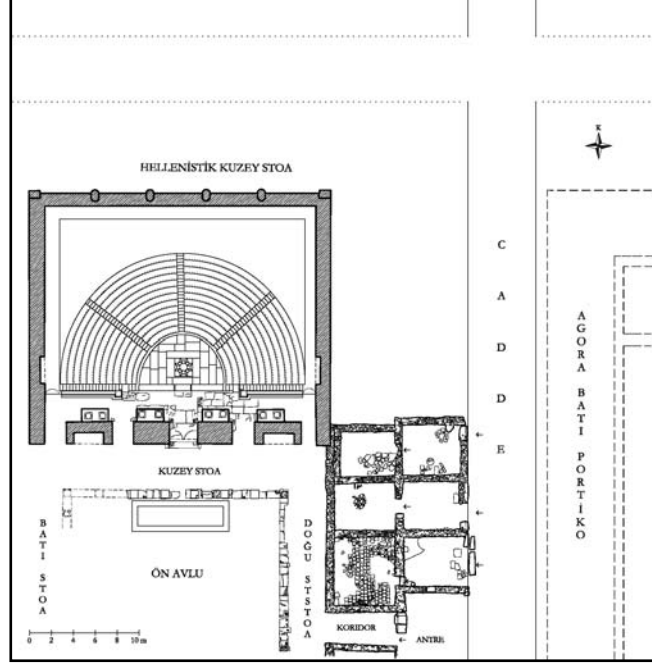 K
HELLENİSTİK KUZEY STOA
CADDE
AGORA BATI PORTİKO
KUZEY STOA
BATI STOA
DOĞU STSTOA
ÖN AVLU
KORIDOR
ANTRE
0 2 4 6 8 10 m